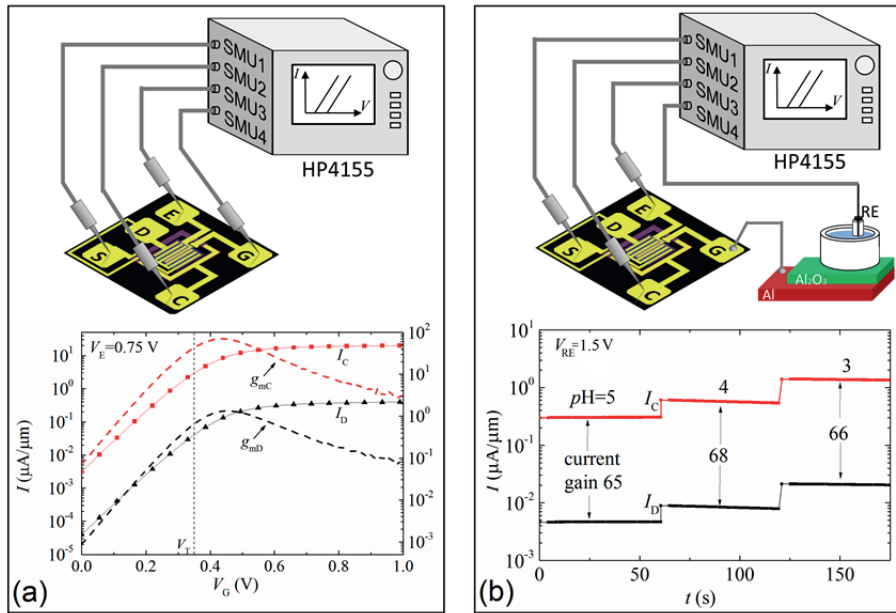 SMU1
SMU2
SMU3
SMU4
I
V
HP4155
E
D
S
G
C
V_E=0.75 V
I_C
g_mC
I_D
g_mD
V_T
10^1
10^0
10^-1
10^-2
10^-3
10^-4
10^-5
I (μA/μm)
10^2
10^1
10^0
10^-1
10^-2
10^-3
0.0 0.2 0.4 0.6 0.8 1.0
V_G (V)
(a)
SMU1
SMU2
SMU3
SMU4
I
V
HP4155
RE
E
D
S
G
C
Al₂O₃
Al
V_RE=1.5 V
pH=5
4
3
I_C
current
gain 65
68
66
I_D
10^1
10^0
10^-1
10^-2
10^-3
I (μA/μm)
0 50 100 150
t (s)
(b)